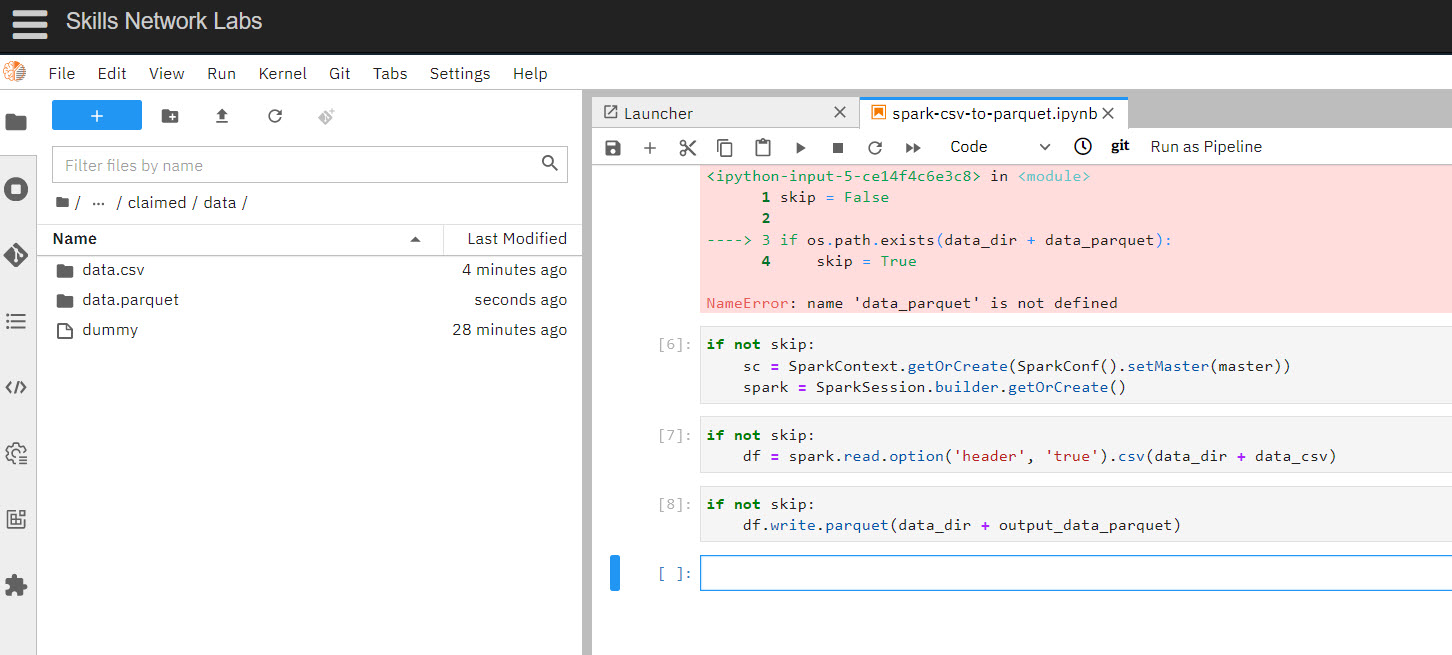 Skills Network Labs
File Edit View Run Kernel Git Tabs Settings Help
+
Filter files by name
/ ... / claimed / data /
Name Last Modified
data.csv 4 minutes ago
data.parquet seconds ago
dummy 28 minutes ago
Launcher
spark-csv-to-parquet.ipynb
Code
git
Run as Pipeline
<ipython-input-5-ce14f4c6e3c8> in <module>
1 skip = False
2
----> 3 if os.path.exists(data_dir + data_parquet):
4     skip = True
NameError: name 'data_parquet' is not defined
[6]: if not skip:
    sc = SparkContext.getOrCreate(SparkConf().setMaster(master))
    spark = SparkSession.builder.getOrCreate()
[7]: if not skip:
    df = spark.read.option('header', 'true').csv(data_dir + data_csv)
[8]: if not skip:
    df.write.parquet(data_dir + output_data_parquet)
[ ]: